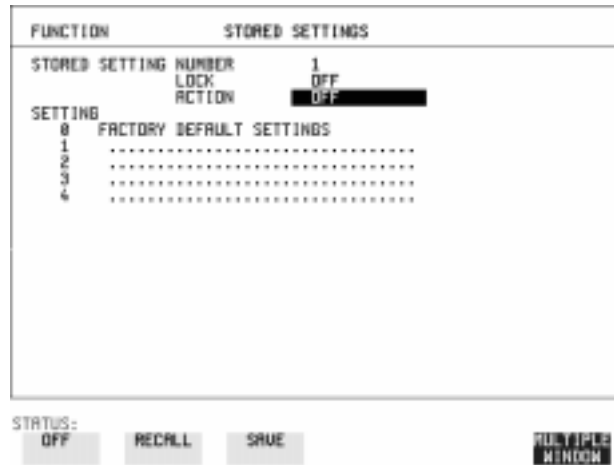 FUNCTION STORED SETTINGS
STORED SETTING NUMBER 1
LOCK OFF
ACTION OFF
SETTING
0 FACTORY DEFAULT SETTINGS
1 ................................
2 ................................
3 ................................
4 ................................
STATUS:
OFF RECALL SAVE MULTIPLE WINDOW